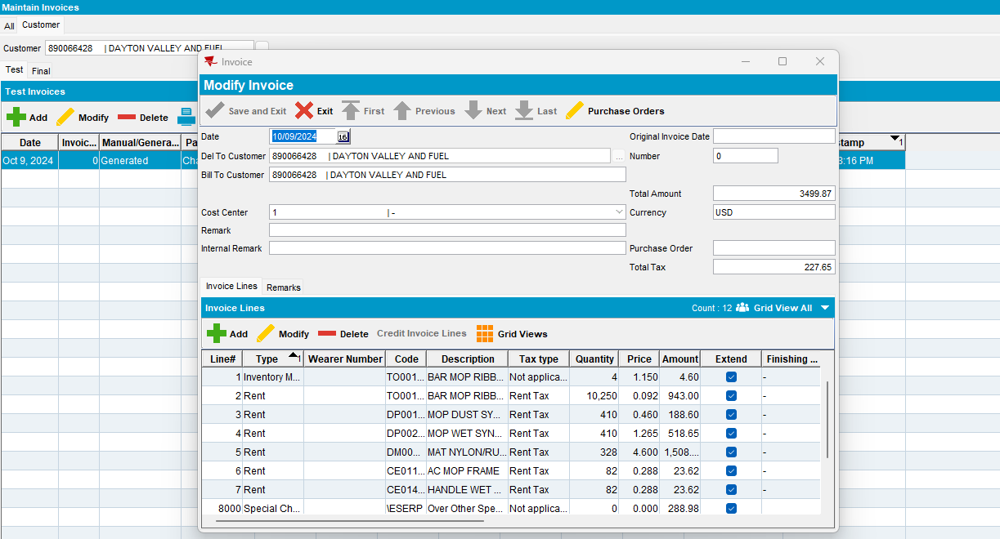 Maintain Invoices
All Customer
Customer 890066428 | DAYTON VALLEY AND FUEL
Test Final
Test Invoices
Add Modify Delete
Date Invoic... Manual/Genera...
Oct 9, 2024 0 Generated
Invoice
Modify Invoice
Save and Exit Exit First Previous Next Last Purchase Orders
Date 10/09/2024 16 Original Invoice Date
Del To Customer 890066428 | DAYTON VALLEY AND FUEL ... Number 0
Bill To Customer 890066428 | DAYTON VALLEY AND FUEL
Total Amount 3499.87
Cost Center 1 | - Currency USD
Remark
Internal Remark Purchase Order
Total Tax 227.65
Invoice Lines Remarks
Invoice Lines Count : 12 Grid View All
Add Modify Delete Credit Invoice Lines Grid Views
Line# Type 1 Wearer Number Code Description Tax type Quantity Price Amount Extend Finishing ...
1 Inventory M... TO001... BAR MOP RIBB... Not applica... 4 1.150 4.60 -
2 Rent TO001... BAR MOP RIBB... Rent Tax 10,250 0.092 943.00 -
3 Rent DP001... MOP DUST SY... Rent Tax 410 0.460 188.60 -
4 Rent DP002... MOP WET SYN... Rent Tax 410 1.265 518.65 -
5 Rent DM00... MAT NYLON/RU... Rent Tax 328 4.600 1,508.... -
6 Rent CE011... AC MOP FRAME Rent Tax 82 0.288 23.62 -
7 Rent CE014... HANDLE WET ... Rent Tax 82 0.288 23.62 -
8000 Special Ch... \ESERP Over Other Spe... Not applica... 0 0.000 288.98
1
:16 PM